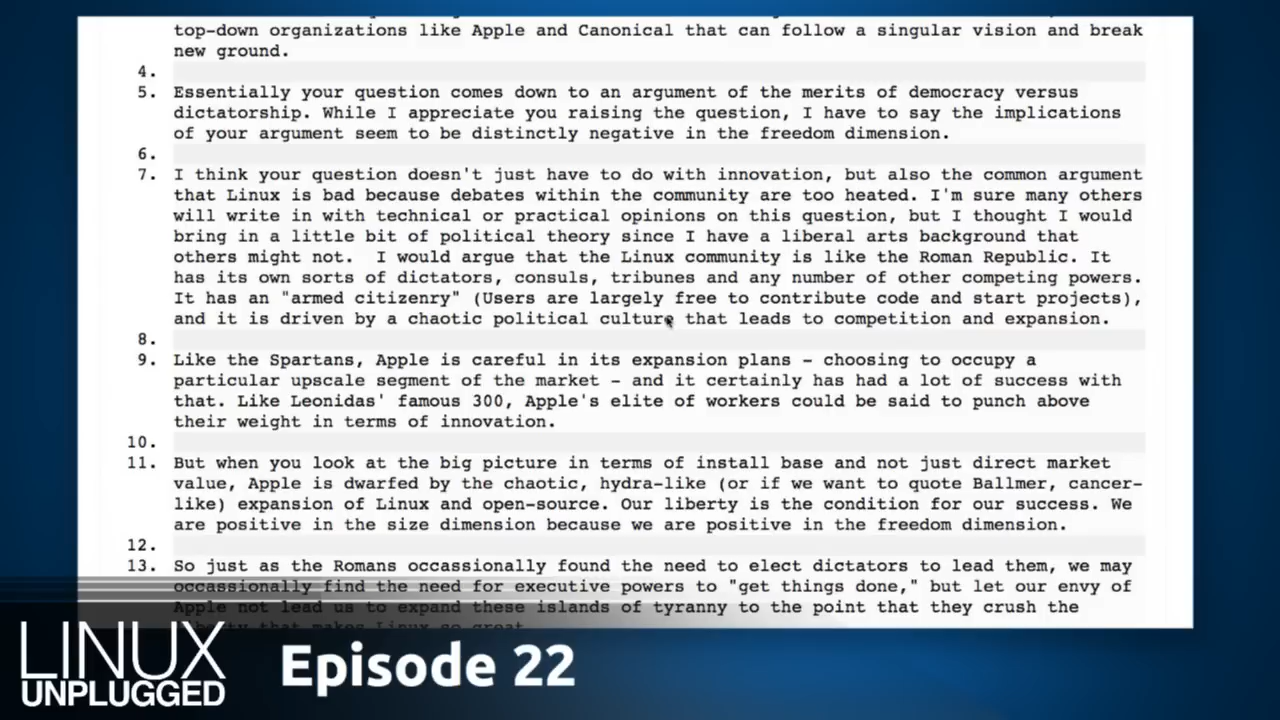 top-down organizations like Apple and Canonical that can follow a singular vision and break
new ground.
4.
5. Essentially your question comes down to an argument of the merits of democracy versus
dictatorship. While I appreciate you raising the question, I have to say the implications
of your argument seem to be distinctly negative in the freedom dimension.
6.
7. I think your question doesn't just have to do with innovation, but also the common argument
that Linux is bad because debates within the community are too heated. I'm sure many others
will write in with technical or practical opinions on this question, but I thought I would
bring in a little bit of political theory since I have a liberal arts background that
others might not.  I would argue that the Linux community is like the Roman Republic. It
has its own sorts of dictators, consuls, tribunes and any number of other competing powers.
It has an "armed citizenry" (Users are largely free to contribute code and start projects),
and it is driven by a chaotic political culture that leads to competition and expansion.
8.
9. Like the Spartans, Apple is careful in its expansion plans – choosing to occupy a
particular upscale segment of the market – and it certainly has had a lot of success with
that. Like Leonidas' famous 300, Apple's elite of workers could be said to punch above
their weight in terms of innovation.
10.
11. But when you look at the big picture in terms of install base and not just direct market
value, Apple is dwarfed by the chaotic, hydra-like (or if we want to quote Ballmer, cancer-
like) expansion of Linux and open-source. Our liberty is the condition for our success. We
are positive in the size dimension because we are positive in the freedom dimension.
12.
13. So just as the Romans occassionally found the need to elect dictators to lead them, we may
occassionally find the need for executive powers to "get things done," but let our envy of
Apple not lead us to expand these islands of tyranny to the point that they crush the
liberty that makes Linux so great
LINUX
UNPLUGGED
Episode 22